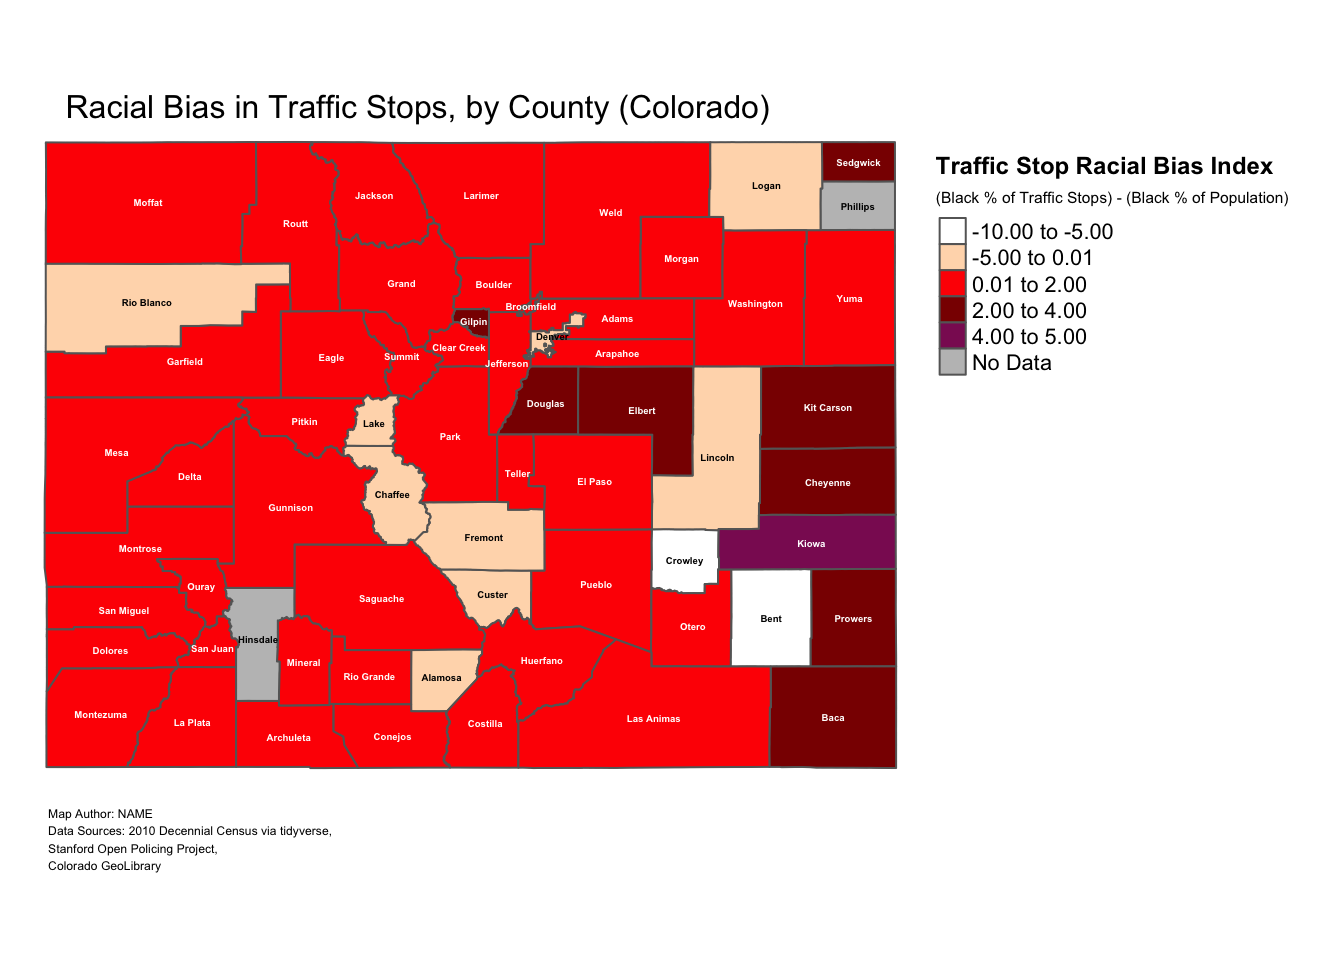 Racial Bias in Traffic Stops, by County (Colorado)
Traffic Stop Racial Bias Index
(Black % of Traffic Stops) - (Black % of Population)
-10.00 to -5.00
-5.00 to 0.01
0.01 to 2.00
2.00 to 4.00
4.00 to 5.00
No Data
Sedgwick
Logan
Jackson
Larimer
Moffat
Phillips
Weld
Routt
Morgan
Grand
Boulder
Yuma
Rio Blanco
Washington
Broomfield
Gilpin
Adams
Denver
Clear Creek
Arapahoe
Summit
Eagle
Garfield
Jefferson
Douglas
Kit Carson
Elbert
Pitkin
Lake
Park
Mesa
Lincoln
Teller
Delta
El Paso
Cheyenne
Chaffee
Gunnison
Fremont
Kiowa
Montrose
Crowley
Pueblo
Ouray
Custer
Saguache
San Miguel
Bent
Prowers
Otero
Hinsdale
San Juan
Dolores
Huerfano
Mineral
Rio Grande
Alamosa
Montezuma
Baca
Las Animas
La Plata
Costilla
Conejos
Archuleta
Map Author: NAME
Data Sources: 2010 Decennial Census via tidyverse,
Stanford Open Policing Project,
Colorado GeoLibrary